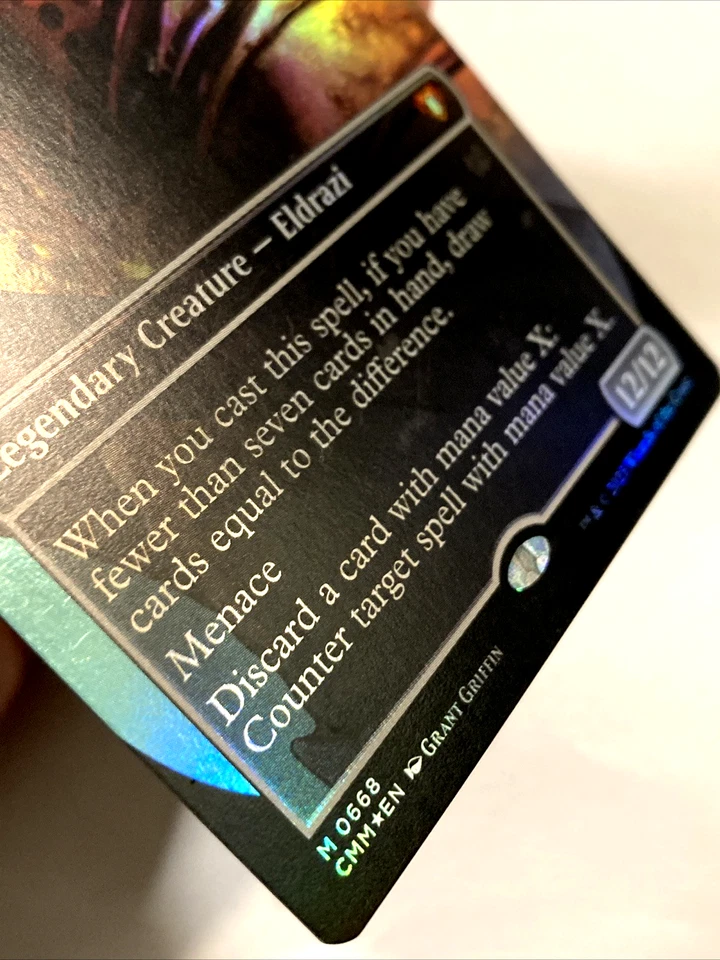 Legendary Creature — Eldrazi
When you cast this spell, if you have
fewer than seven cards in hand, draw
cards equal to the difference.
Menace
Discard a card with mana value X:
Counter target spell with mana value X.
12/12
M 0668
CMM★EN GRANT GRIFFIN
™ & ©